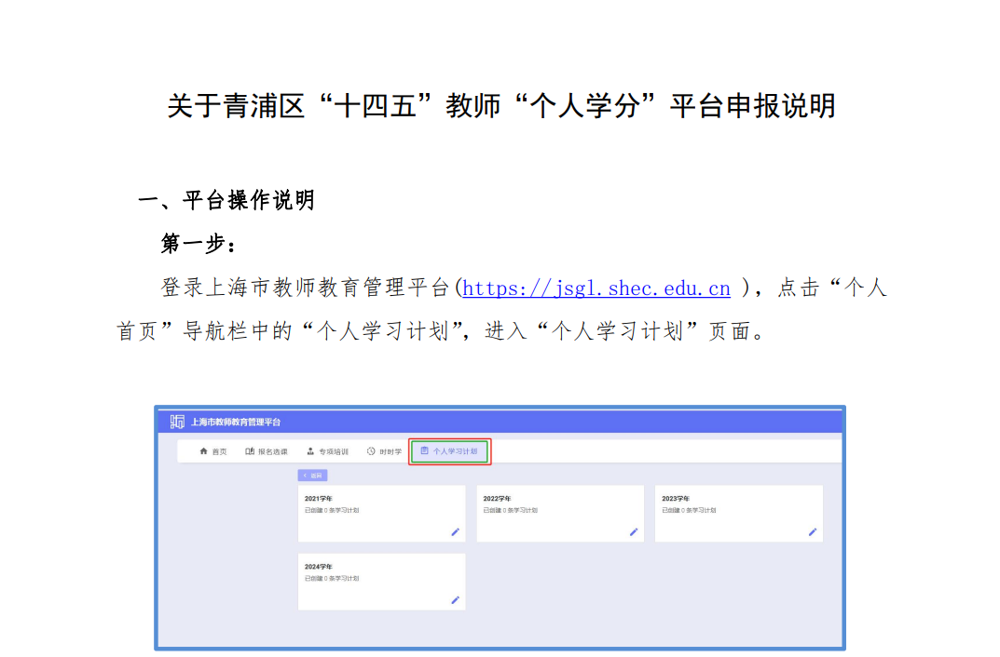 关于青浦区“十四五”教师“个人学分”平台申报说明
一、平台操作说明
第一步：
登录上海市教师教育管理平台(https://jsgl.shec.edu.cn )，点击“个人
首页”导航栏中的“个人学习计划”，进入“个人学习计划”页面。
上海市教师教育管理平台
首页 报名选课 专项培训 时时学 个人学习计划
< 返回
2021学年 2022学年 2023学年
已创建 0 条学习计划 已创建 0 条学习计划 已创建 0 条学习计划
2024学年
已创建 0 条学习计划